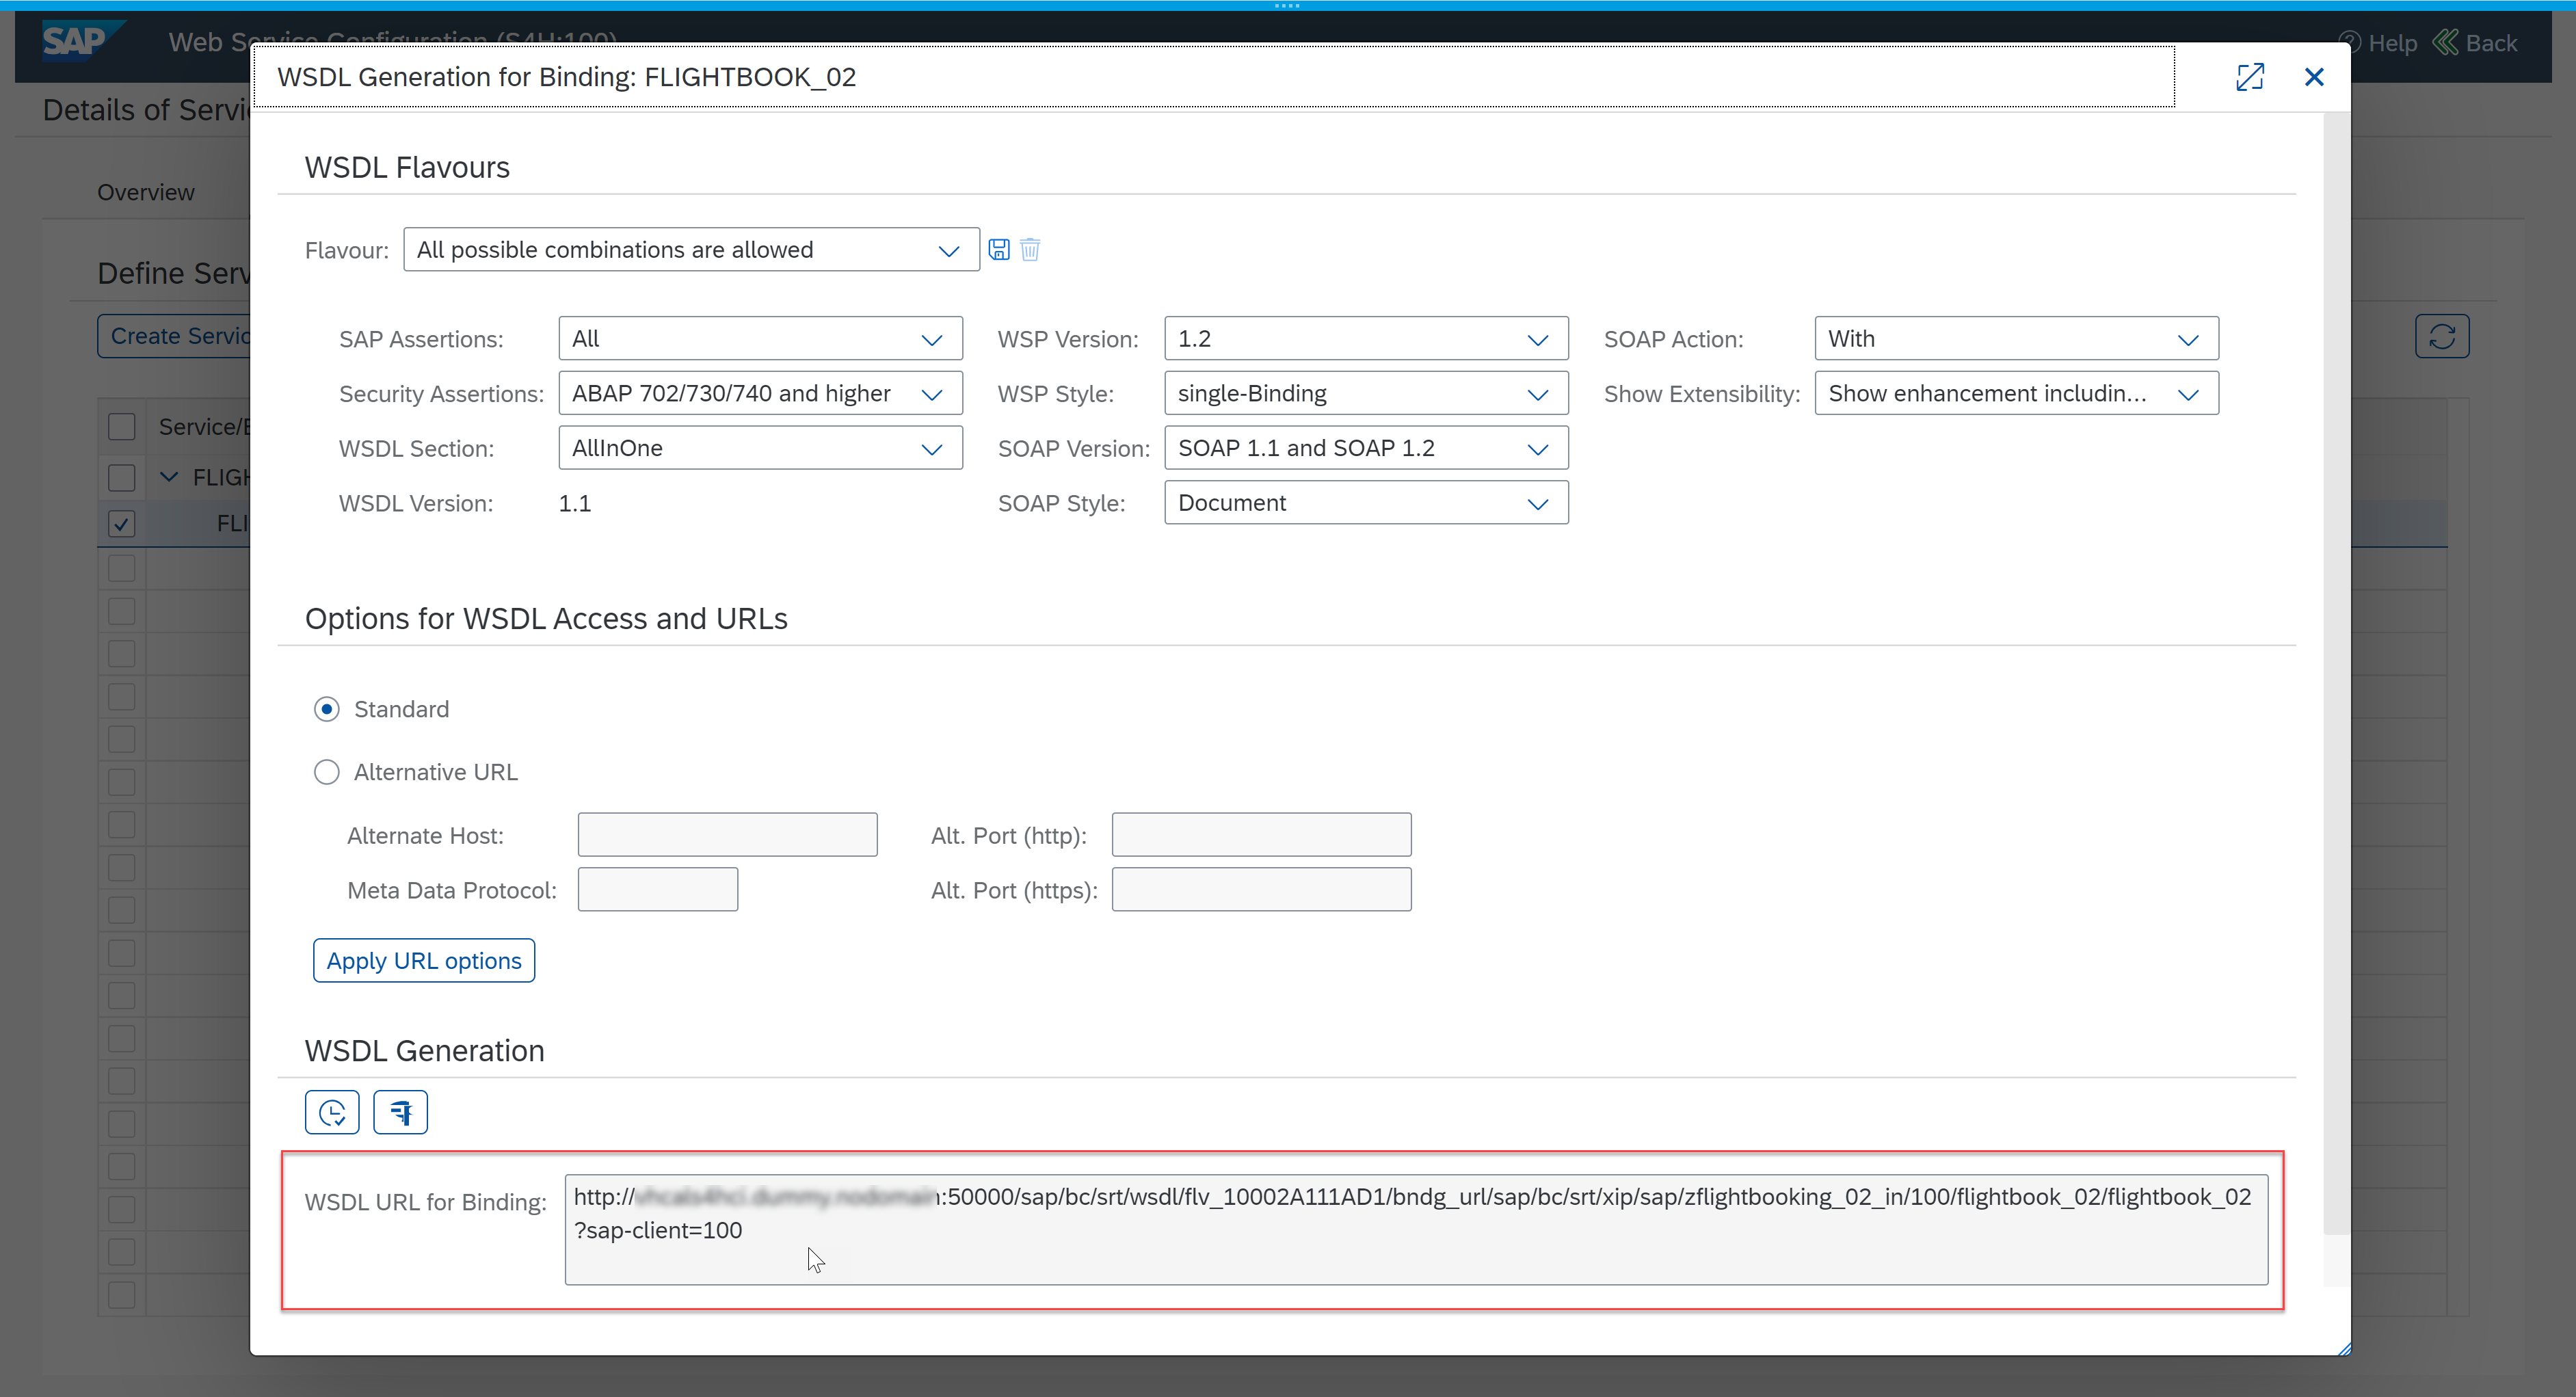 SAP
Web Service Configuration (S4H:100)
Help
Back
WSDL Generation for Binding: FLIGHTBOOK_02
Details of Servi
Overview
Define Serv
Create Servic
Service/
FLIGH
FLI
WSDL Flavours
Flavour: All possible combinations are allowed
SAP Assertions: All WSP Version: 1.2 SOAP Action: With
Security Assertions: ABAP 702/730/740 and higher WSP Style: single-Binding Show Extensibility: Show enhancement includin...
WSDL Section: AllInOne SOAP Version: SOAP 1.1 and SOAP 1.2
WSDL Version: 1.1 SOAP Style: Document
Options for WSDL Access and URLs
Standard
Alternative URL
Alternate Host: Alt. Port (http):
Meta Data Protocol: Alt. Port (https):
Apply URL options
WSDL Generation
WSDL URL for Binding: http:// :50000/sap/bc/srt/wsdl/flv_10002A111AD1/bndg_url/sap/bc/srt/xip/sap/zflightbooking_02_in/100/flightbook_02/flightbook_02
?sap-client=100